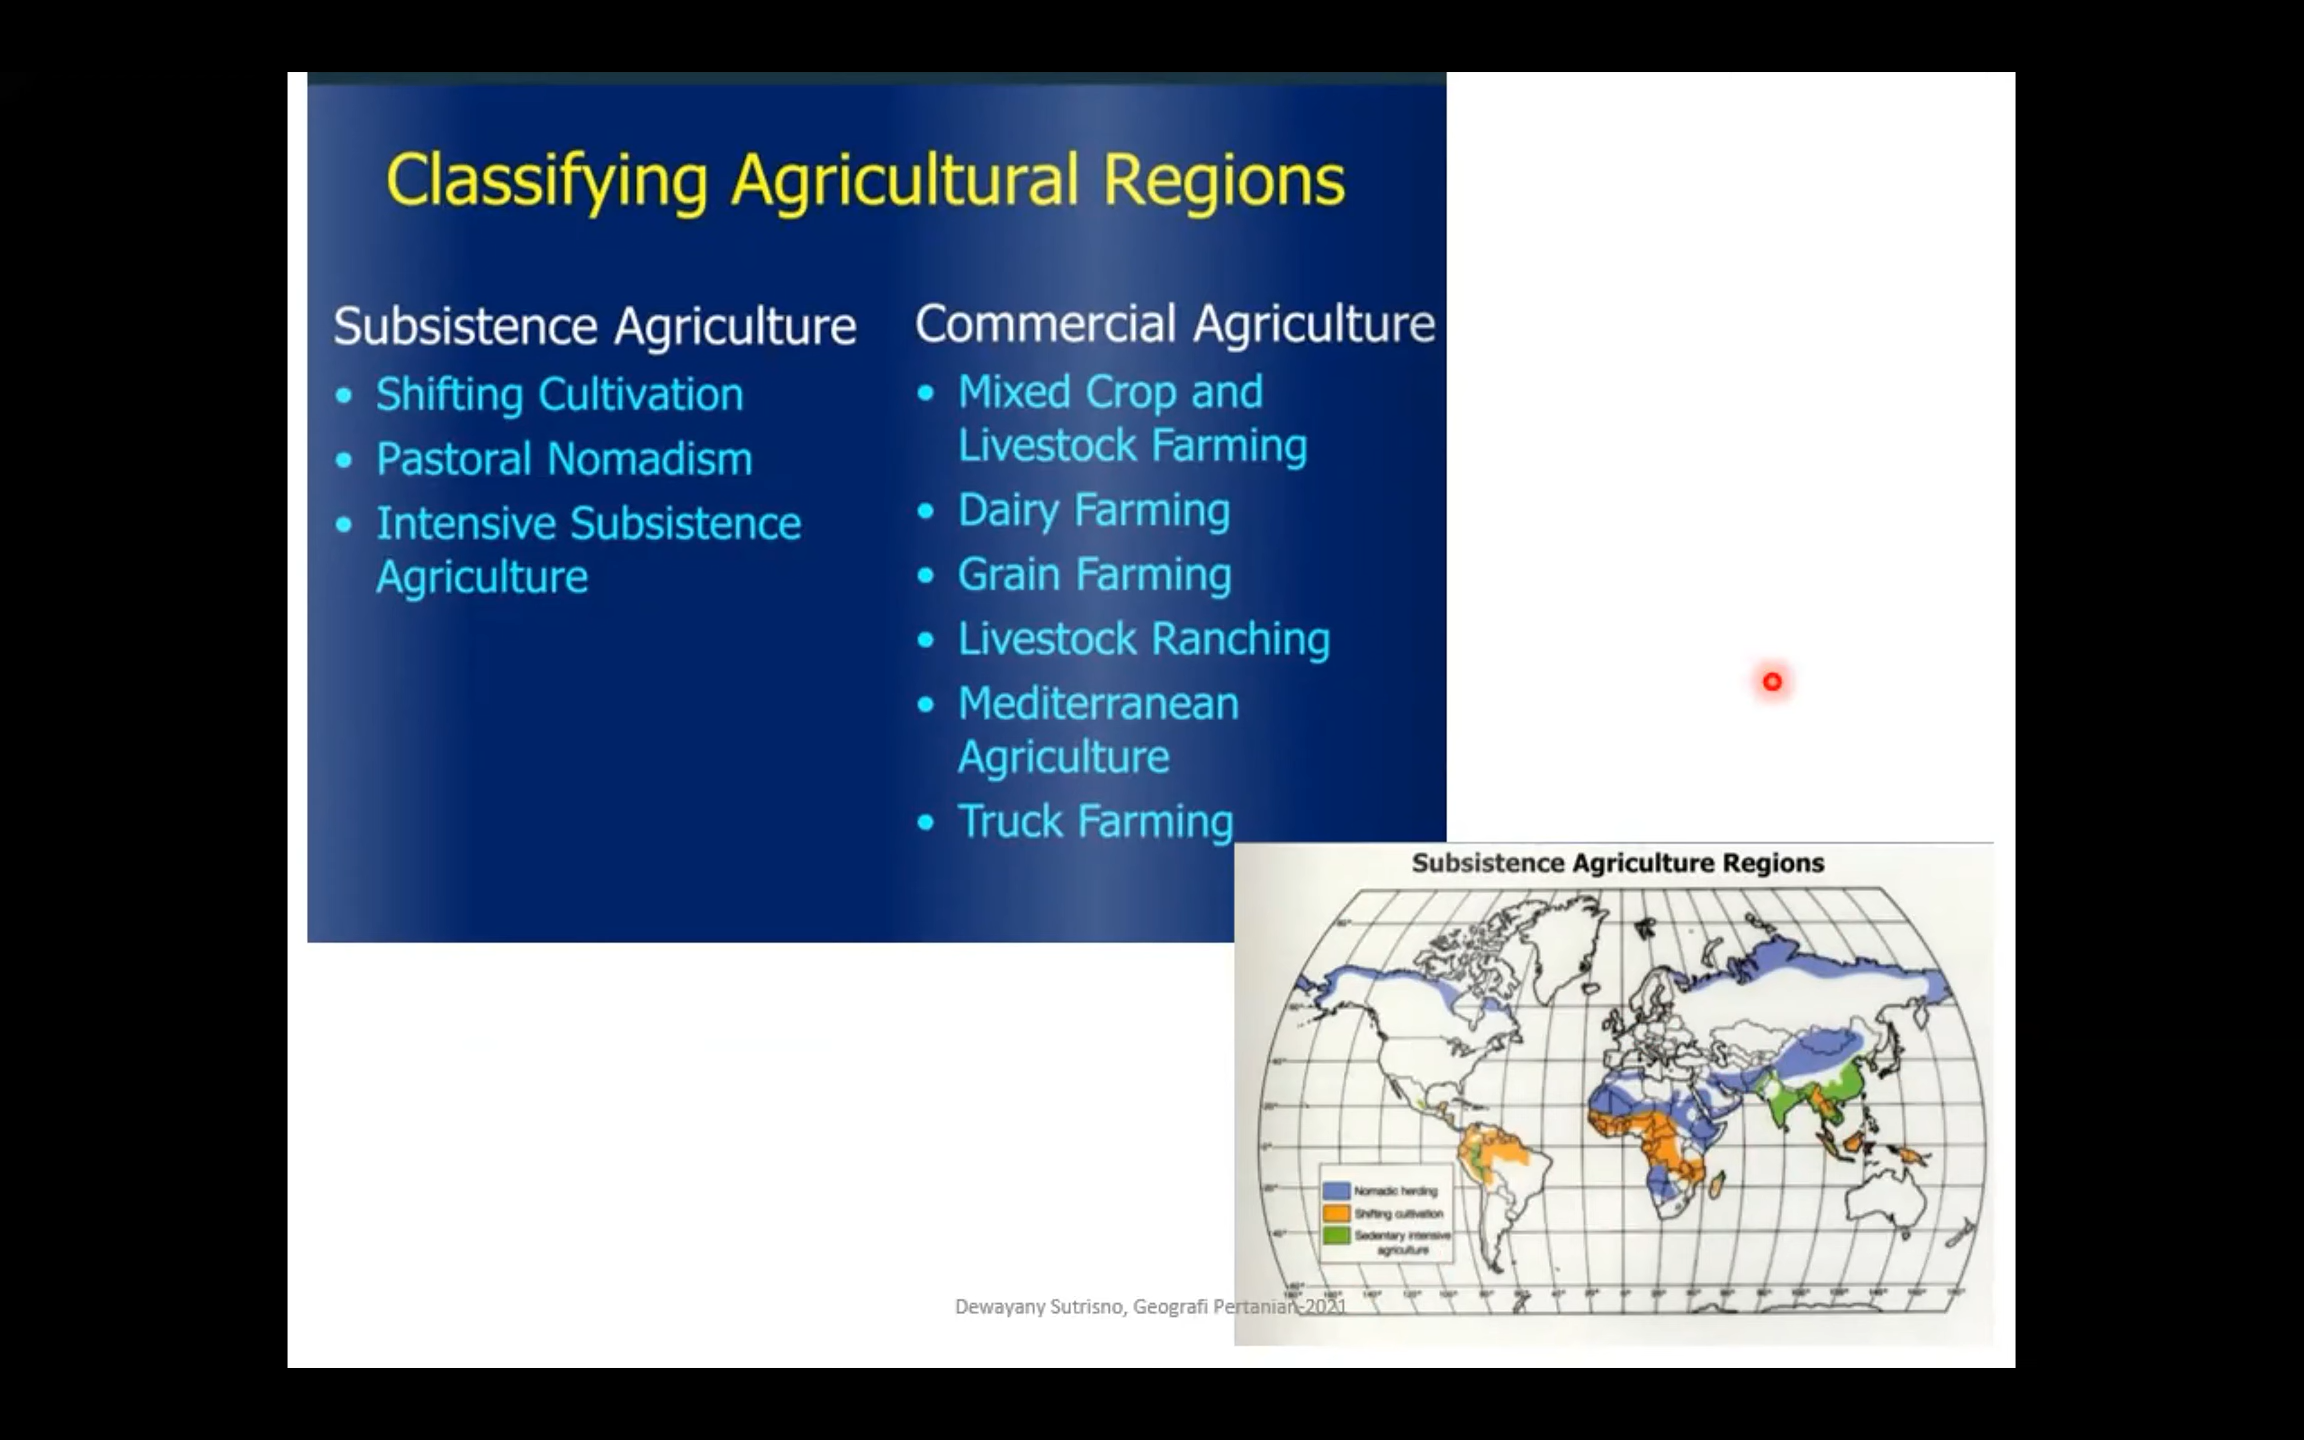 Classifying Agricultural Regions
Subsistence Agriculture
• Shifting Cultivation
• Pastoral Nomadism
• Intensive Subsistence
Agriculture
Commercial Agriculture
• Mixed Crop and
Livestock Farming
• Dairy Farming
• Grain Farming
• Livestock Ranching
• Mediterranean
Agriculture
• Truck Farming
Subsistence Agriculture Regions
Nomadic herding
Shifting cultivation
Sedentary intensive
agriculture
Dewayany Sutrisno, Geografi Pertanian-2021